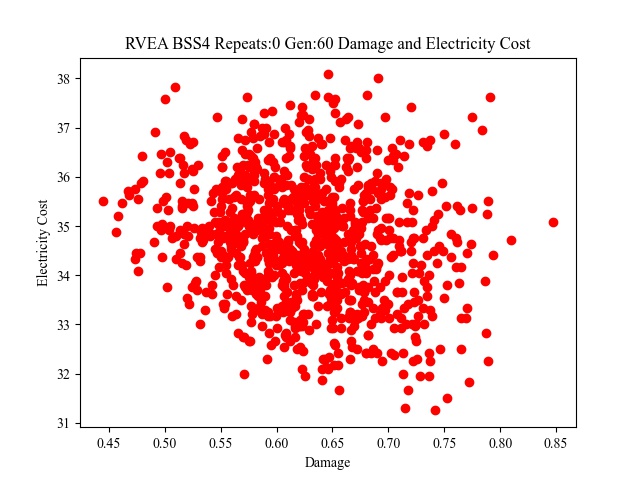 RVEA BSS4 Repeats:0 Gen:60 Damage and Electricity Cost
38
37
36
35
34
33
32
31
Electricity Cost
0.45 0.50 0.55 0.60 0.65 0.70 0.75 0.80 0.85
Damage